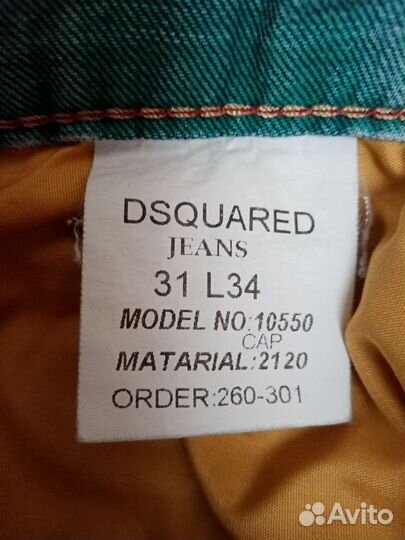 DSQUARED
JEANS
31 L34
MODEL NO:10550
CAP
MATARIAL:2120
ORDER:260-301
Avito